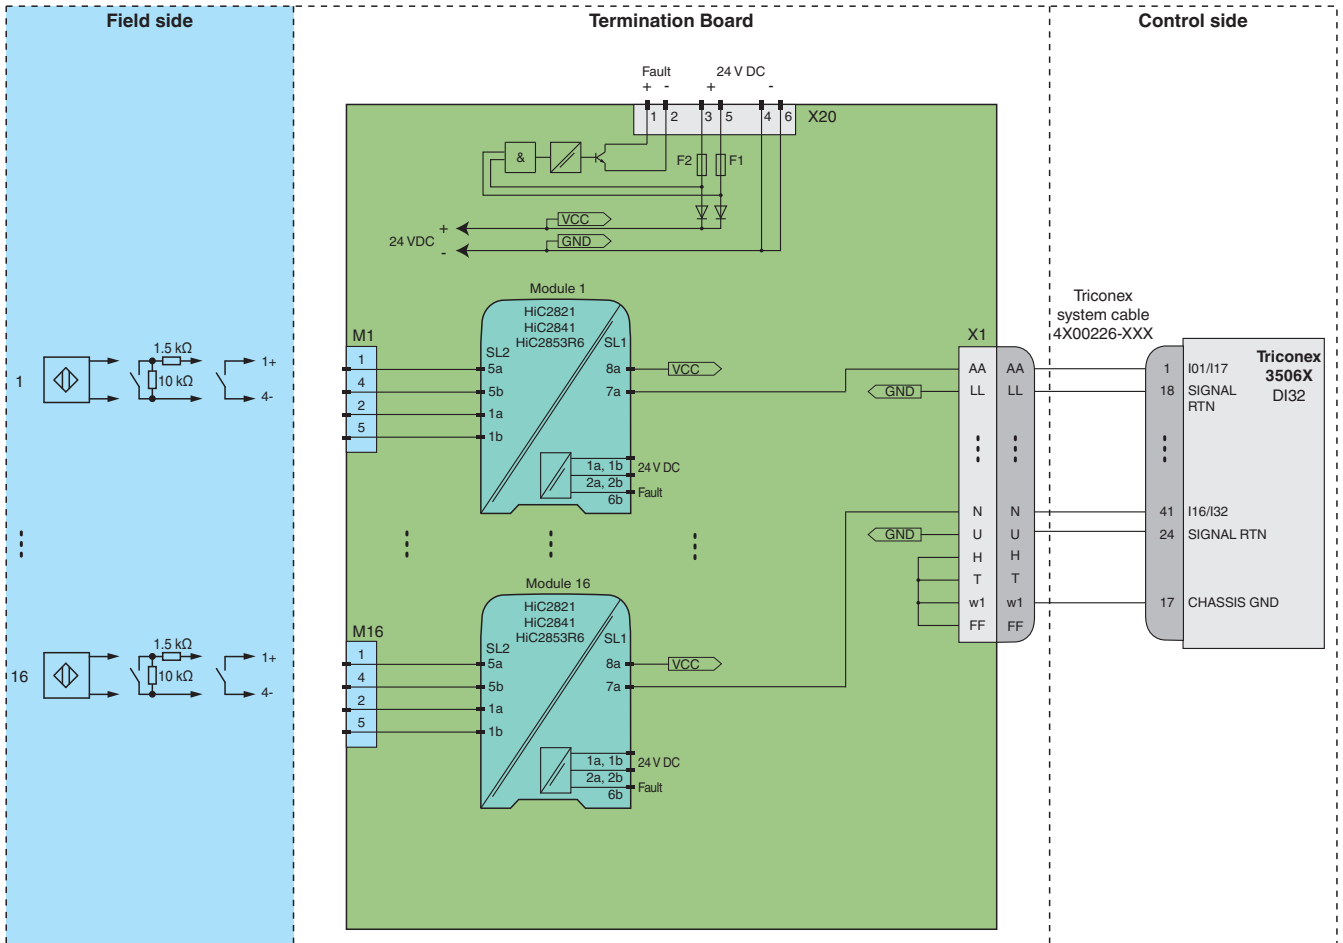 Field side
Termination Board
Control side
Fault
24 V DC
+ - + -
1 2 3 5 4 6
X20
&
F2
F1
VCC
+
24 VDC
-
GND
Module 1
HiC2821
HiC2841
HiC2853R6
SL2
SL1
M1
1
4
2
5
5a
5b
1a
1b
8a
7a
VCC
1a, 1b
2a, 2b
6b
24 V DC
Fault
1
1.5 kΩ
10 kΩ
1+
4-
Module 16
HiC2821
HiC2841
HiC2853R6
SL2
SL1
M16
1
4
2
5
5a
5b
1a
1b
8a
7a
VCC
1a, 1b
2a, 2b
6b
24 V DC
Fault
16
1.5 kΩ
10 kΩ
1+
4-
X1
GND
GND
AA AA
LL LL
N N
U U
H H
T T
w1 w1
FF FF
Triconex
system cable
4X00226-XXX
Triconex
3506X
DI32
1 I01/I17
18 SIGNAL
RTN
41 I16/I32
24 SIGNAL RTN
17 CHASSIS GND